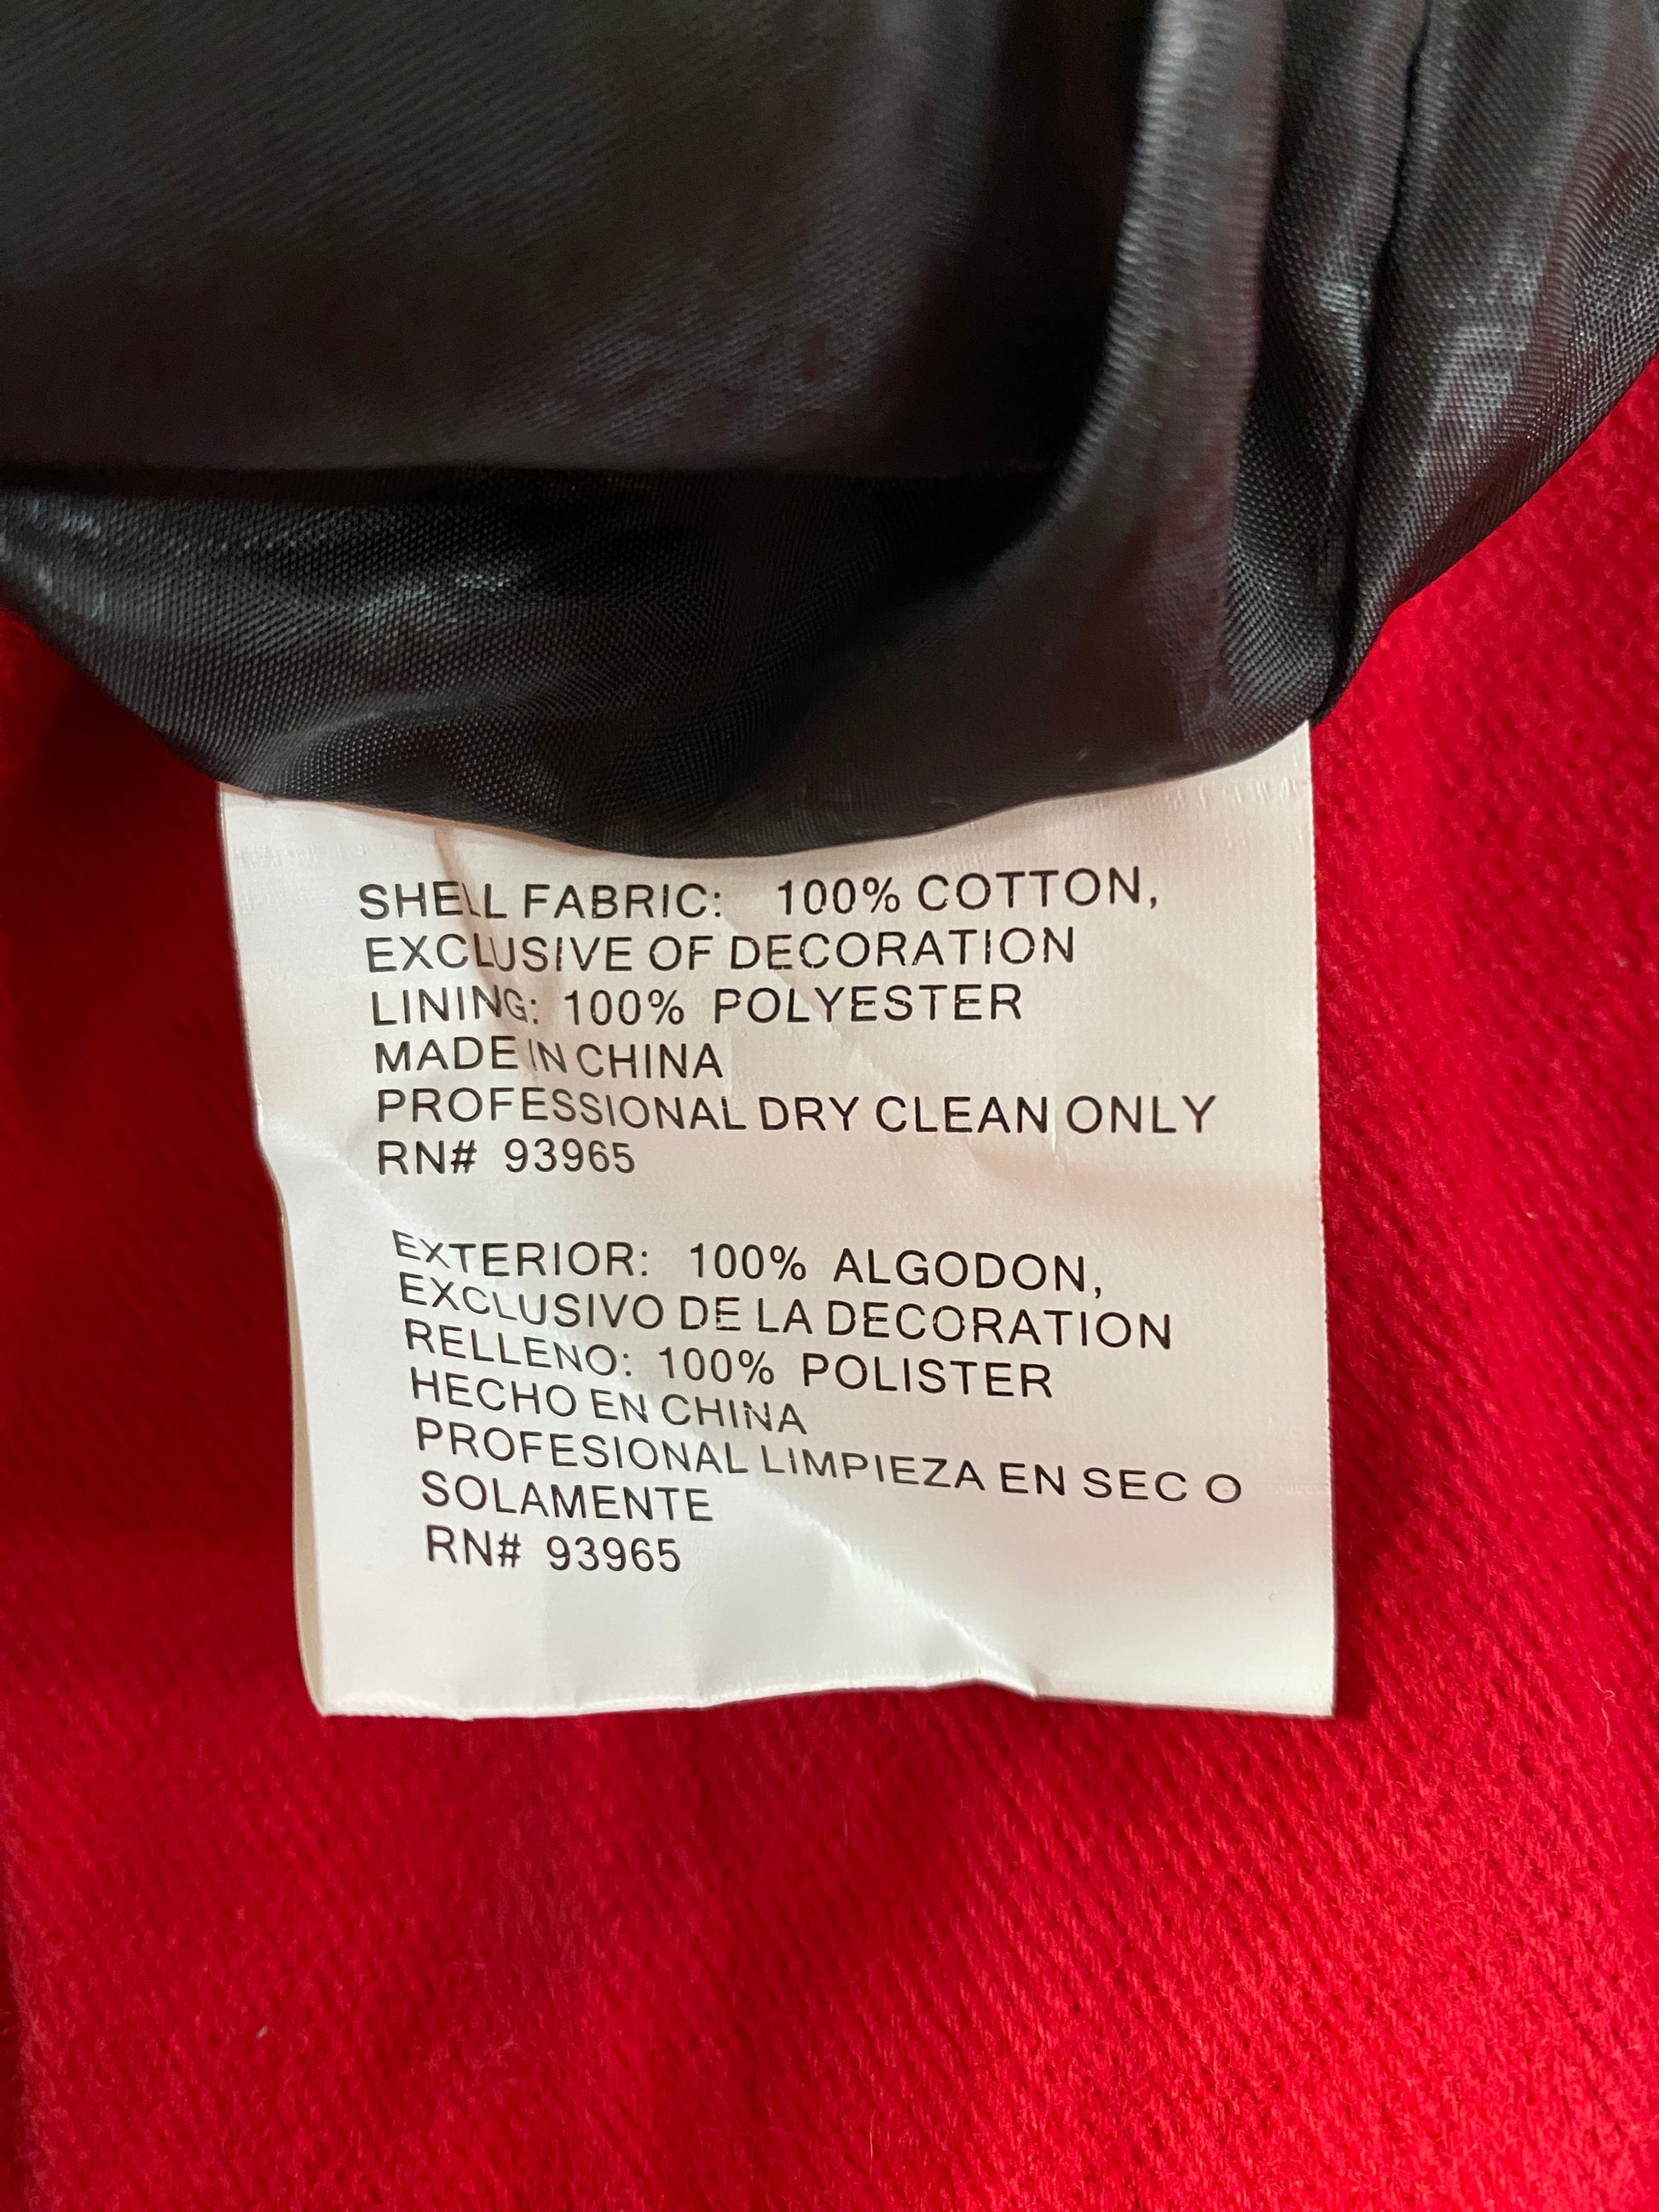 SHELL FABRIC: 100% COTTON,
EXCLUSIVE OF DECORATION
LINING: 100% POLYESTER
MADE IN CHINA
PROFESSIONAL DRY CLEAN ONLY
RN# 93965
EXTERIOR: 100% ALGODON,
EXCLUSIVO DE LA DECORATION
RELLENO: 100% POLISTER
HECHO EN CHINA
PROFESIONAL LIMPIEZA EN SEC O
SOLAMENTE
RN# 93965